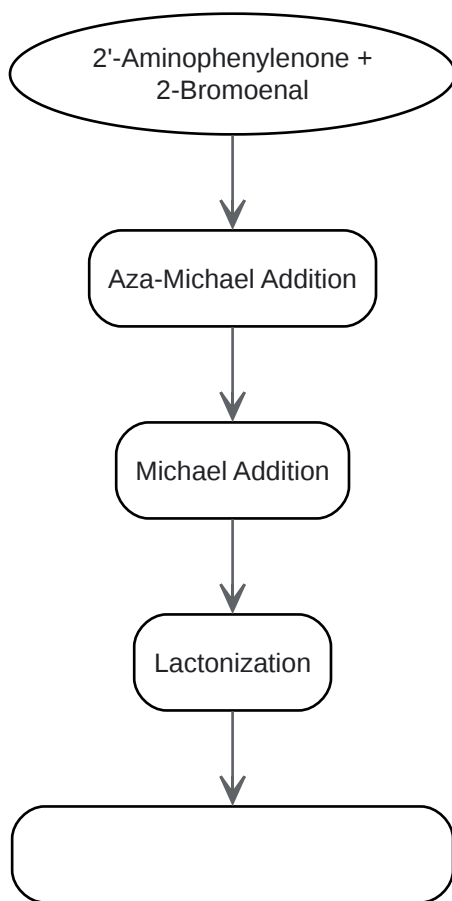 2'-Aminophenylenone +
2-Bromoenal
Aza-Michael Addition
Michael Addition
Lactonization